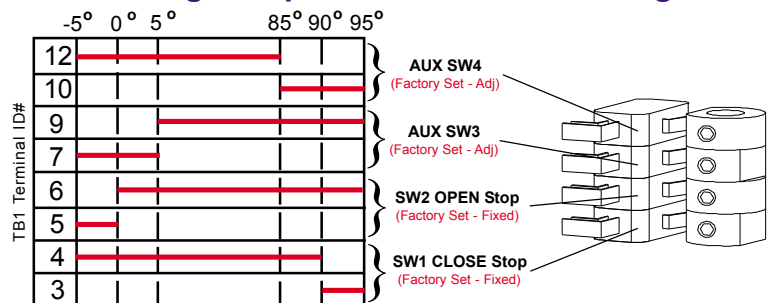 -5° 0° 5° 85° 90° 95°
TB1 Terminal ID#
12
10
9
7
6
5
4
3
AUX SW4
(Factory Set - Adj)
AUX SW3
(Factory Set - Adj)
SW2 OPEN Stop
(Factory Set - Fixed)
SW1 CLOSE Stop
(Factory Set - Fixed)